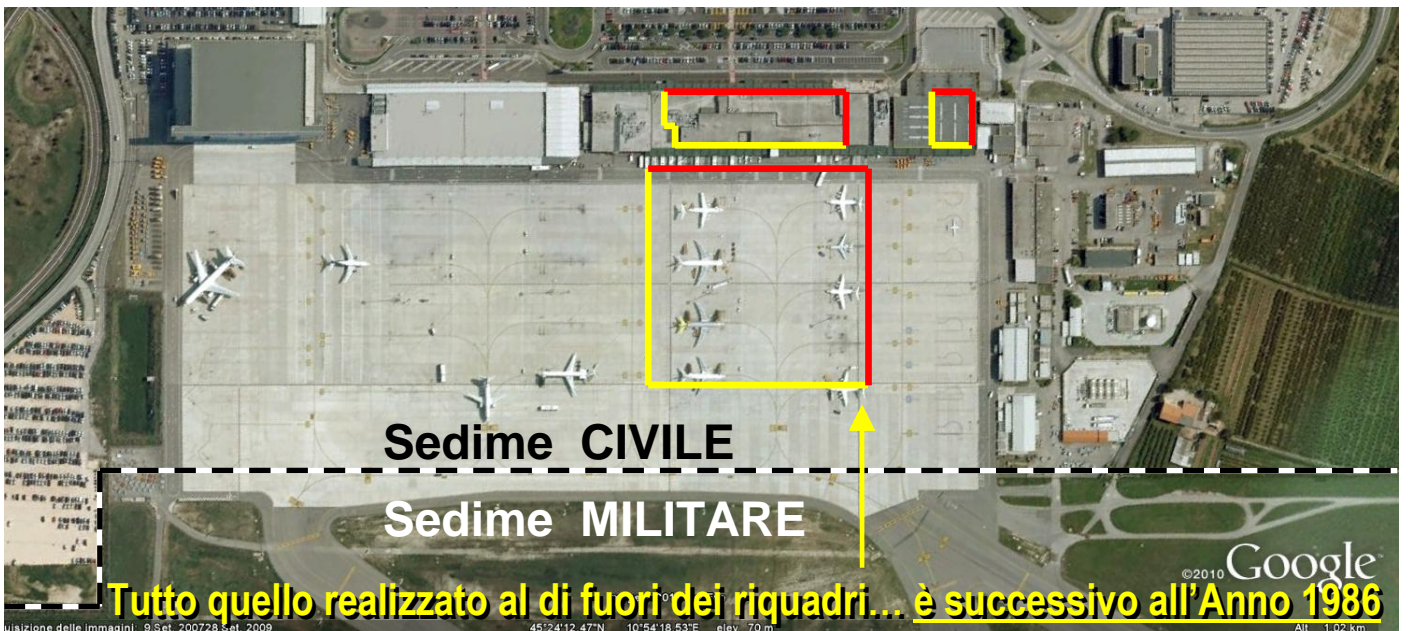 Sedime CIVILE
Sedime MILITARE
©2010 Google
Tutto quello realizzato al di fuori dei riquadri... è successivo all'Anno 1986
uisizione delle immagini: 9 Set, 200728 Set, 2009 45°24'12.47"N 10°54'18.53"E elev 70 m Alt 1.02 km